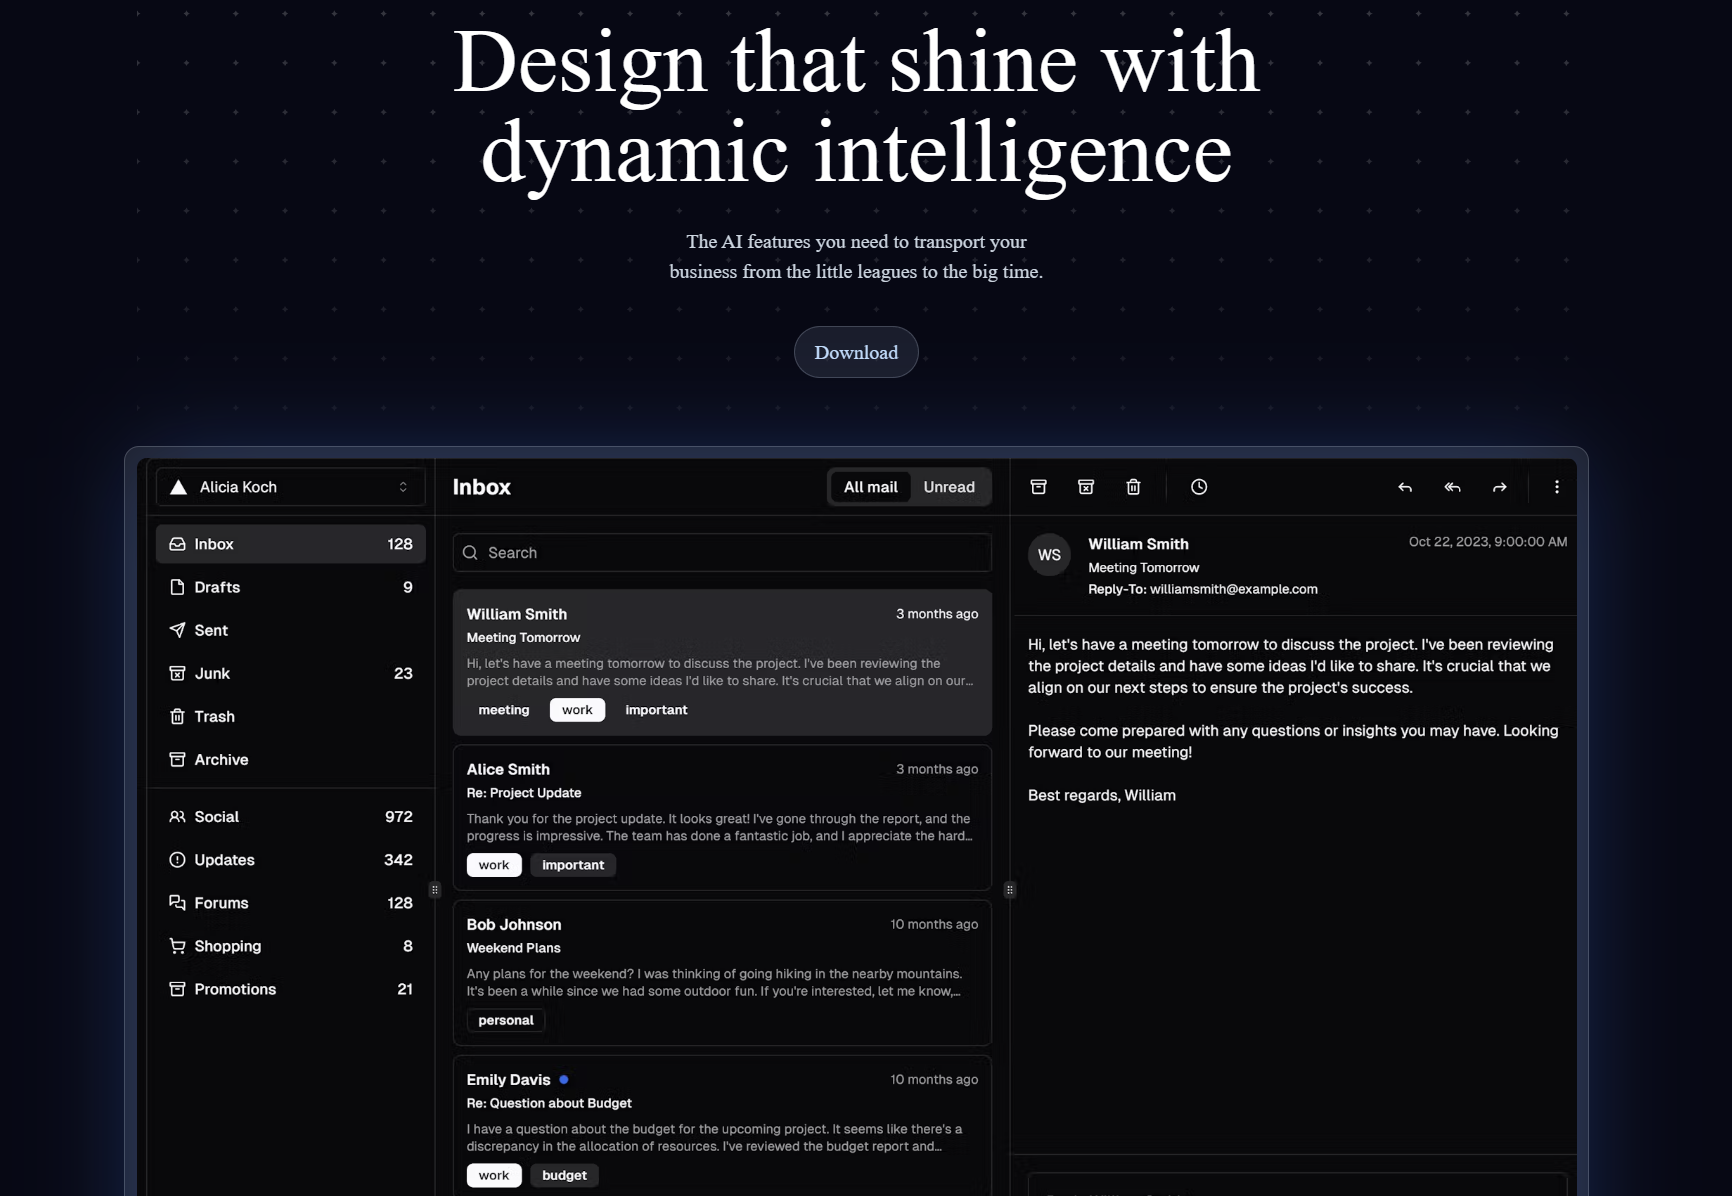 Design that shine with
dynamic intelligence
The AI features you need to transport your
business from the little leagues to the big time.
Download
Alicia Koch
Inbox 128
Drafts 9
Sent
Junk 23
Trash
Archive
Social 972
Updates 342
Forums 128
Shopping 8
Promotions 21
Inbox
All mail Unread
Search
William Smith 3 months ago
Meeting Tomorrow
Hi, let's have a meeting tomorrow to discuss the project. I've been reviewing the
project details and have some ideas I'd like to share. It's crucial that we align on our...
meeting work important
Alice Smith 3 months ago
Re: Project Update
Thank you for the project update. It looks great! I've gone through the report, and the
progress is impressive. The team has done a fantastic job, and I appreciate the hard...
work important
Bob Johnson 10 months ago
Weekend Plans
Any plans for the weekend? I was thinking of going hiking in the nearby mountains.
It's been a while since we had some outdoor fun. If you're interested, let me know,...
personal
Emily Davis 10 months ago
Re: Question about Budget
I have a question about the budget for the upcoming project. It seems like there's a
discrepancy in the allocation of resources. I've reviewed the budget report and...
work budget
WS
William Smith Oct 22, 2023, 9:00:00 AM
Meeting Tomorrow
Reply-To: williamsmith@example.com
Hi, let's have a meeting tomorrow to discuss the project. I've been reviewing
the project details and have some ideas I'd like to share. It's crucial that we
align on our next steps to ensure the project's success.
Please come prepared with any questions or insights you may have. Looking
forward to our meeting!
Best regards, William